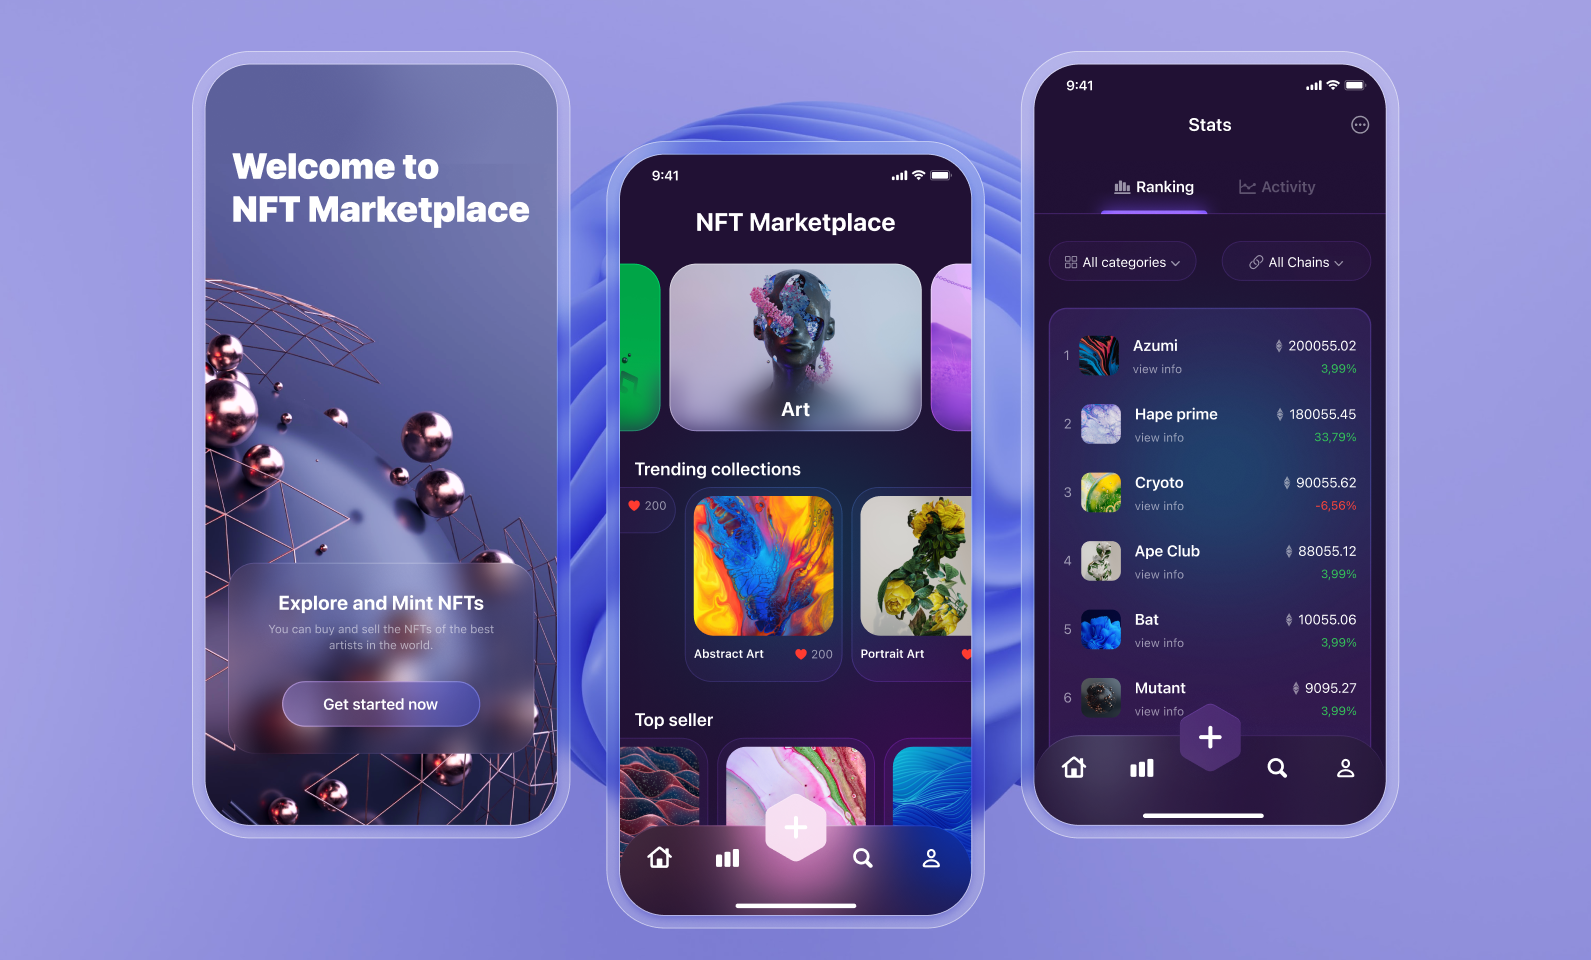 Welcome to
NFT Marketplace
Explore and Mint NFTs
You can buy and sell the NFTs of the best
artists in the world.
Get started now
9:41
NFT Marketplace
Art
Trending collections
200
Abstract Art 200
Portrait Art
Top seller
9:41
Stats
Ranking Activity
All categories All Chains
1 Azumi 200055.02
view info 3,99%
2 Hape prime 180055.45
view info 33,79%
3 Cryoto 90055.62
view info -6,56%
4 Ape Club 88055.12
view info 3,99%
5 Bat 10055.06
view info 3,99%
6 Mutant 9095.27
view info 3,99%